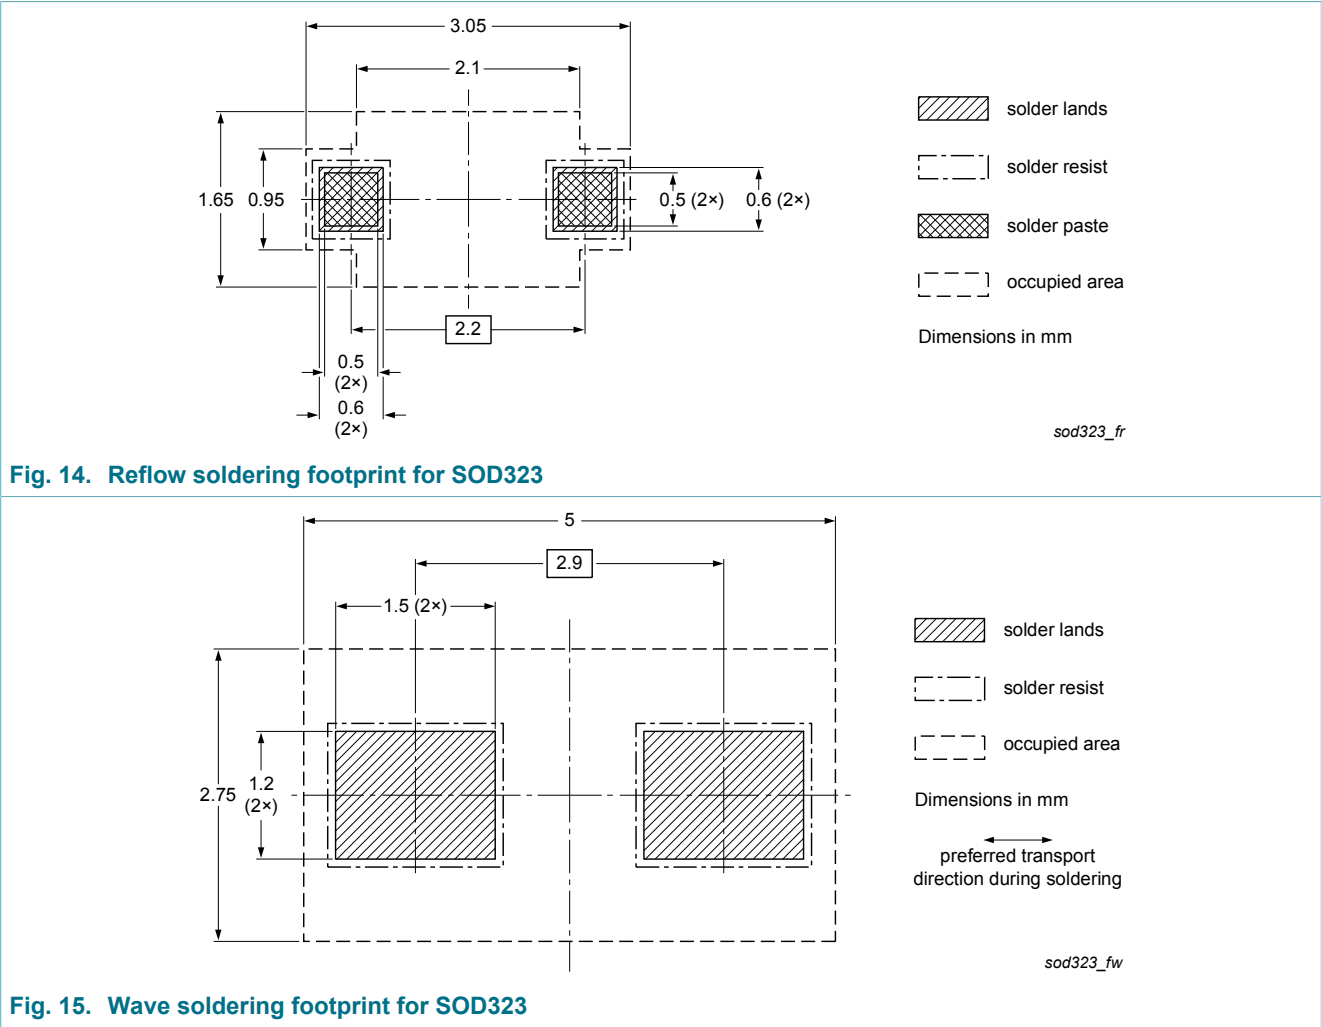 3.05
2.1
solder lands
solder resist
1.65 0.95 0.5 (2×) 0.6 (2×)
solder paste
occupied area
2.2
Dimensions in mm
0.5
(2×)
0.6
(2×)
sod323_fr
Fig. 14. Reflow soldering footprint for SOD323
5
2.9
1.5 (2×)
solder lands
solder resist
occupied area
2.75 1.2
(2×)
Dimensions in mm
preferred transport
direction during soldering
sod323_fw
Fig. 15. Wave soldering footprint for SOD323